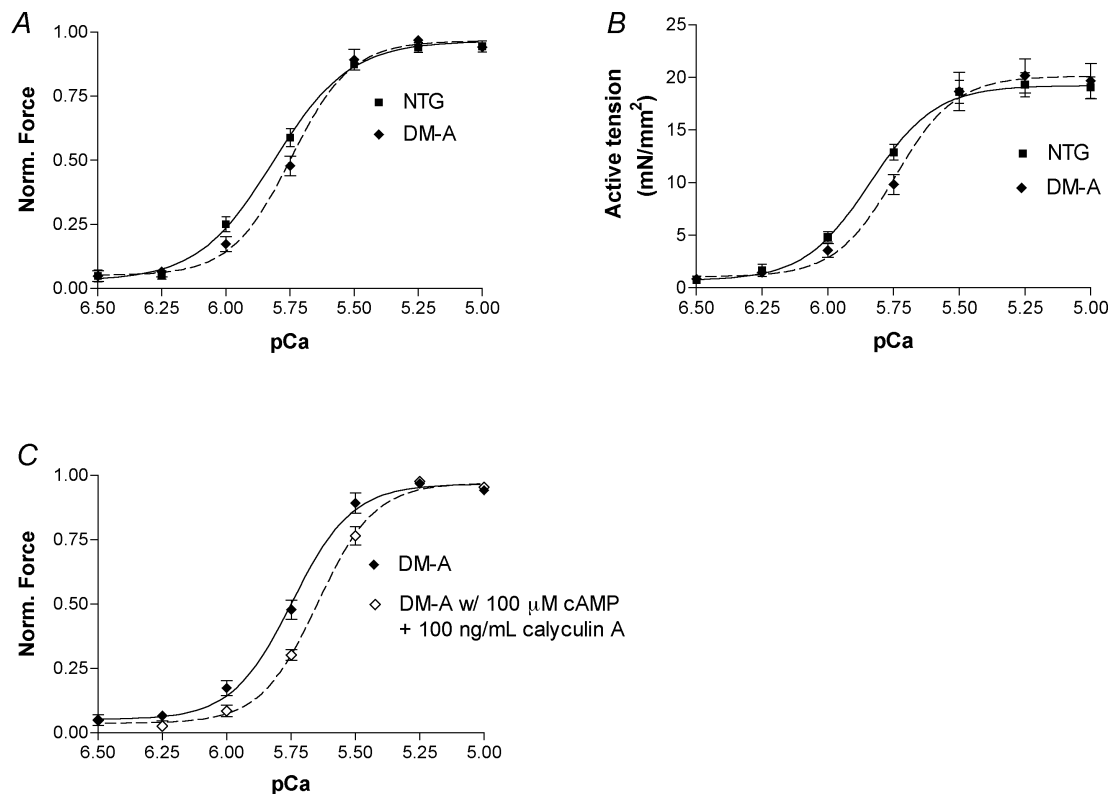 A
Norm. Force
1.00
0.75
0.50
0.25
0.00
NTG
DM-A
6.50 6.25 6.00 5.75 5.50 5.25 5.00
pCa
B
Active tension
(mN/mm²)
25
20
15
10
5
0
NTG
DM-A
6.50 6.25 6.00 5.75 5.50 5.25 5.00
pCa
C
Norm. Force
1.00
0.75
0.50
0.25
0.00
DM-A
DM-A w/ 100 μM cAMP
+ 100 ng/mL calyculin A
6.50 6.25 6.00 5.75 5.50 5.25 5.00
pCa